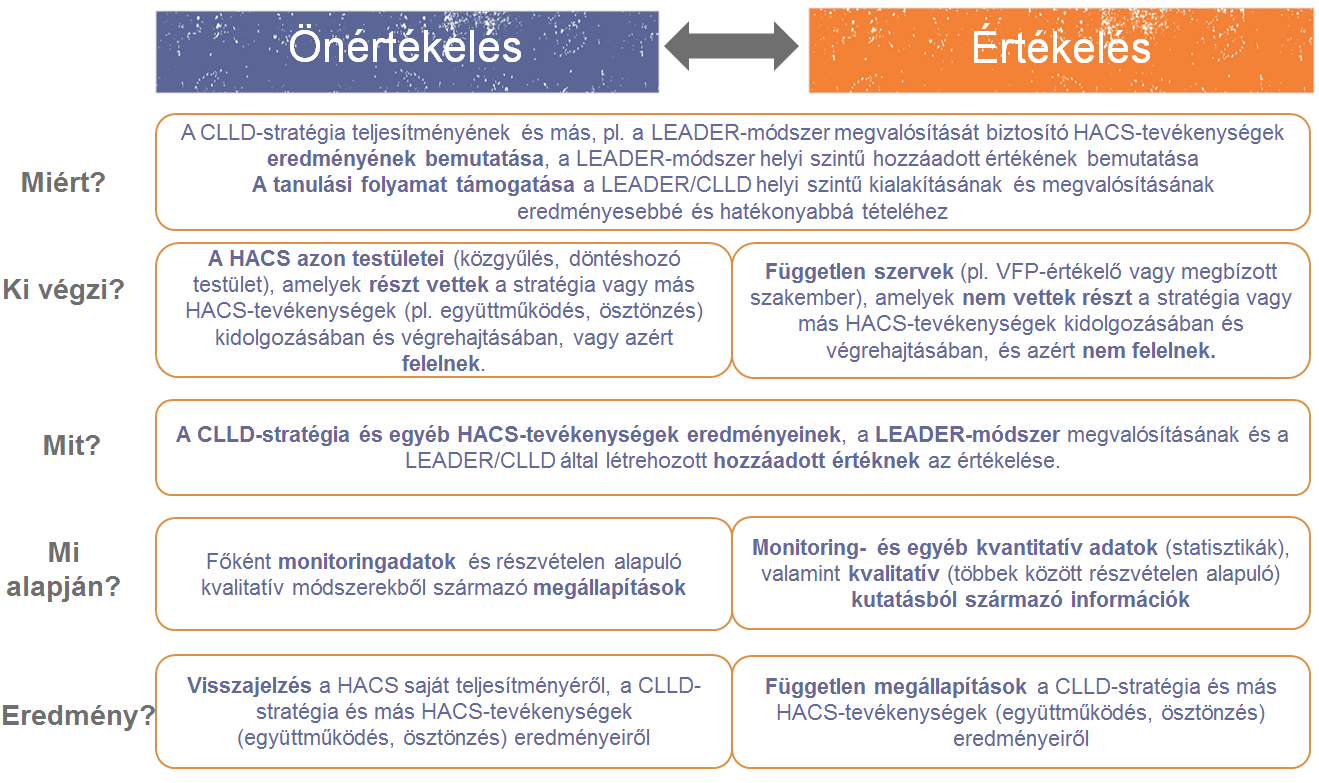 Önértékelés
Értékelés
Miért?
A CLLD-stratégia teljesítményének és más, pl. a LEADER-módszer megvalósítását biztosító HACS-tevékenységek
eredményének bemutatása, a LEADER-módszer helyi szintű hozzáadott értékének bemutatása
A tanulási folyamat támogatása a LEADER/CLLD helyi szintű kialakításának és megvalósításának
eredményesebbé és hatékonyabbá tételéhez
Ki végzi?
A HACS azon testületei (közgyűlés, döntéshozó
testület), amelyek részt vettek a stratégia vagy más
HACS-tevékenységek (pl. együttműködés, ösztönzés)
kidolgozásában és végrehajtásában, vagy azért
felelnek.
Független szervek (pl. VFP-értékelő vagy megbízott
szakember), amelyek nem vettek részt a stratégia vagy
más HACS-tevékenységek kidolgozásában és
végrehajtásában, és azért nem felelnek.
Mit?
A CLLD-stratégia és egyéb HACS-tevékenységek eredményeinek, a LEADER-módszer megvalósításának és a
LEADER/CLLD által létrehozott hozzáadott értéknek az értékelése.
Mi
alapján?
Főként monitoringadatok és részvételen alapuló
kvalitatív módszerekből származó megállapítások
Monitoring- és egyéb kvantitatív adatok (statisztikák),
valamint kvalitatív (többek között részvételen alapuló)
kutatásból származó információk
Eredmény?
Visszajelzés a HACS saját teljesítményéről, a CLLD-
stratégia és más HACS-tevékenységek
(együttműködés, ösztönzés) eredményeiről
Független megállapítások a CLLD-stratégia és más
HACS-tevékenységek (együttműködés, ösztönzés)
eredményeiről